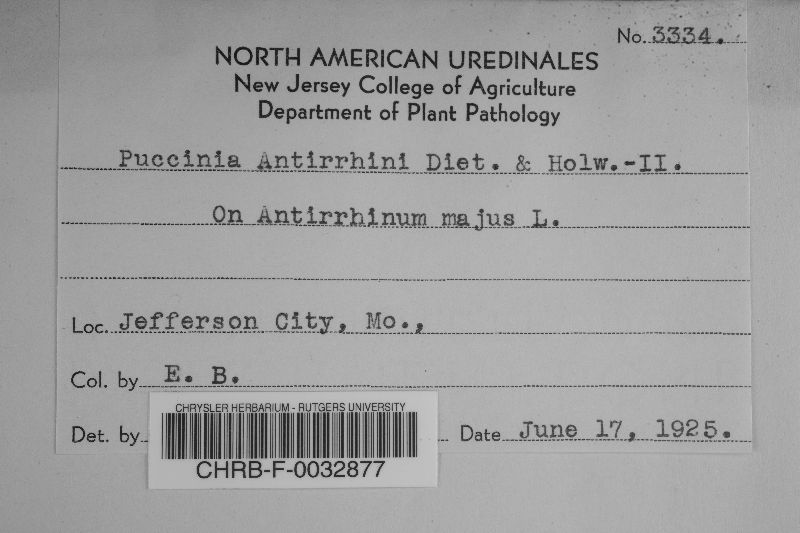 No. 3334.
NORTH AMERICAN UREDINALES
New Jersey College of Agriculture
Department of Plant Pathology
Puccinia Antirrhini Diet. & Holw.-II.
On Antirrhinum majus L.
Loc. Jefferson City, Mo.,
Col. by E. B.
Det. by
Date June 17, 1925.
CHRYSLER HERBARIUM - RUTGERS UNIVERSITY
CHRB-F-0032877